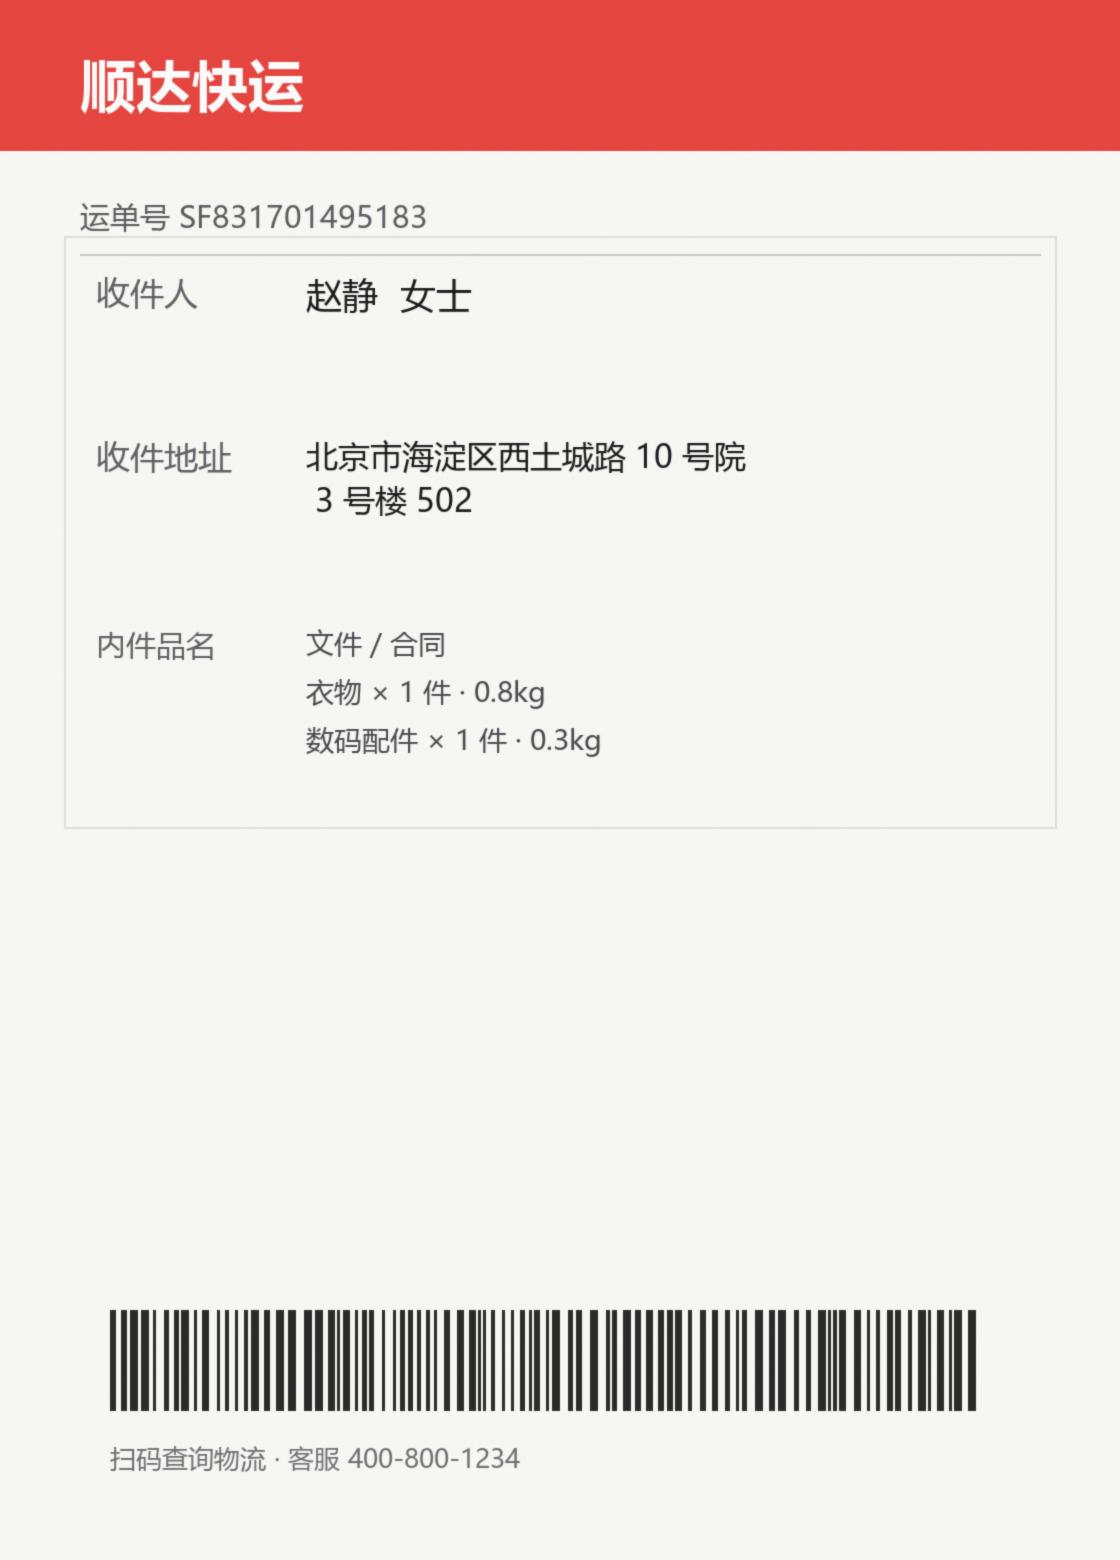 顺达快运
运单号 SF831701495183
收件人 赵静 女士
收件地址 北京市海淀区西土城路 10 号院
3 号楼 502
内件品名 文件 / 合同
衣物 × 1 件 · 0.8kg
数码配件 × 1 件 · 0.3kg
扫码查询物流 · 客服 400-800-1234